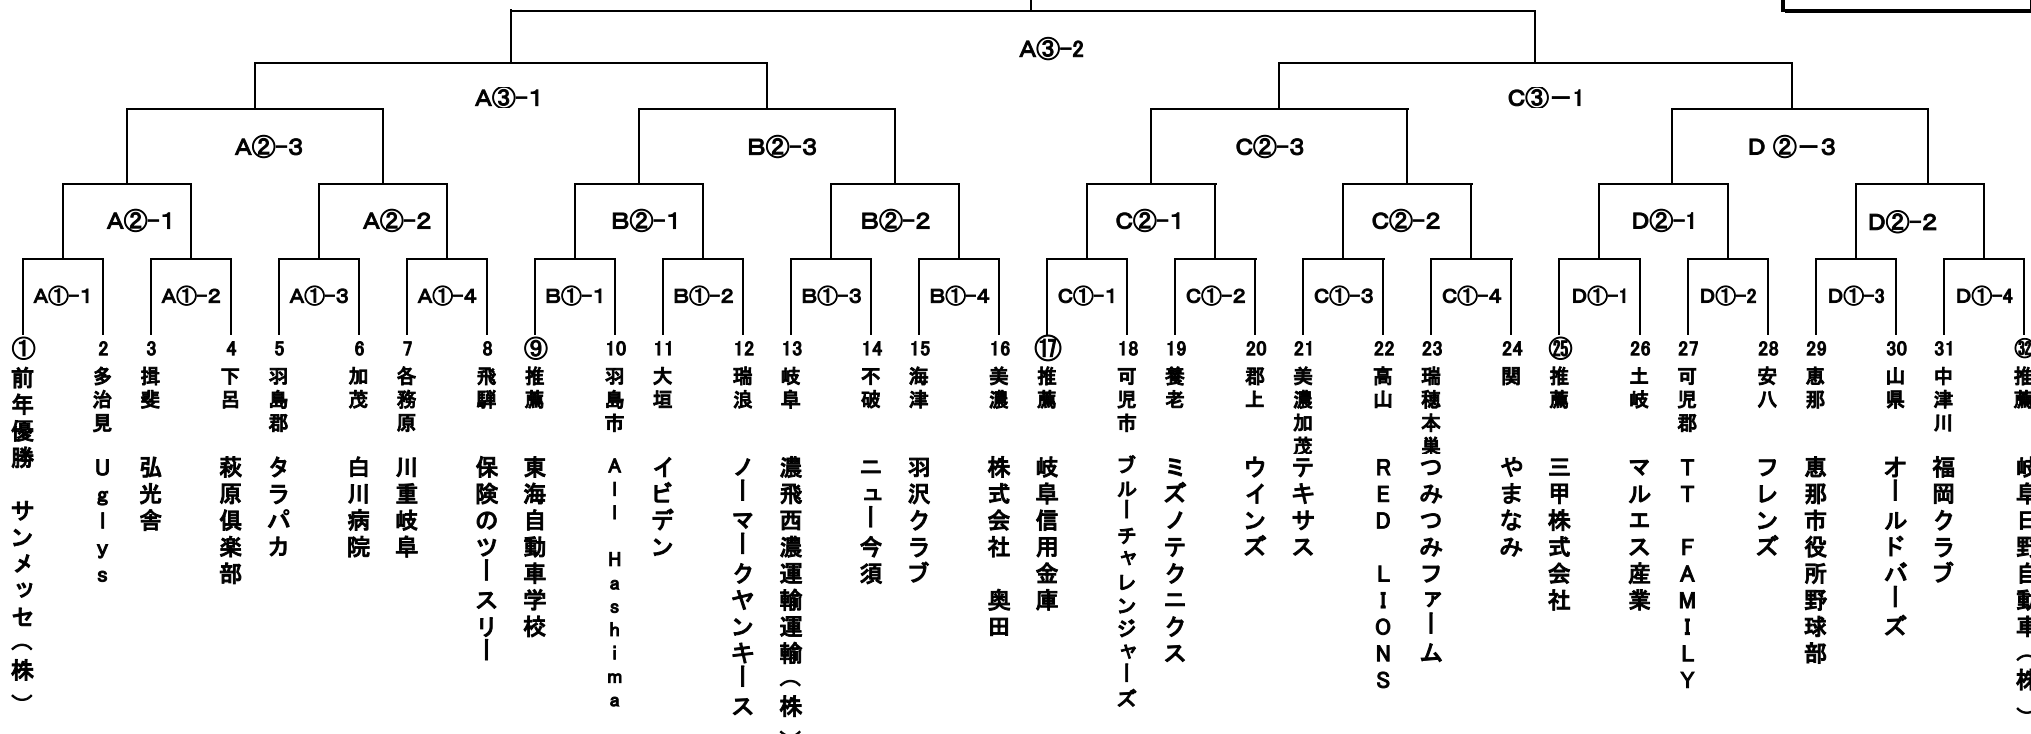 A③-2
A③-1
C③－1
A②-3
B②-3
C②-3
D ②－3
A②-1
A②-2
B②-1
B②-2
C②-1
C②-2
D②-1
D②-2
A①-1
A①-2
A①-3
A①-4
B①-1
B①-2
B①-3
B①-4
C①-1
C①-2
C①-3
C①-4
D①-1
D①-2
D①-3
D①-4
① 前年優勝 サンメッセ（株）
2 多治見 Uglys
3 揖斐 弘光舎
4 下呂 萩原倶楽部
5 羽島郡 タラパカ
6 加茂 白川病院
7 各務原 川重岐阜
8 飛騨 保険のツースリー
⑨ 推薦 東海自動車学校
10 羽島市 All Hashima
11 大垣 イビデン
12 瑞浪 ノーマークヤンキース
13 岐阜 濃飛西濃運輸運輸（株）
14 不破 ニュー今須
15 海津 羽沢クラブ
16 美濃 株式会社 奥田
⑰ 推薦 岐阜信用金庫
18 可児市 ブルーチャレンジャーズ
19 養老 ミズノテクニクス
20 郡上 ウインズ
21 美濃加茂 テキサス
22 高山 RED LIONS
23 瑞穂本巣 つみつみファーム
24 関 やまなみ
㉕ 推薦 三甲株式会社
26 土岐 マルエス産業
27 可児郡 TT FAMILY
28 安八 フレンズ
29 恵那 恵那市役所野球部
30 山県 オールドバーズ
31 中津川 福岡クラブ
㉜ 推薦 岐阜日野自動車（株）